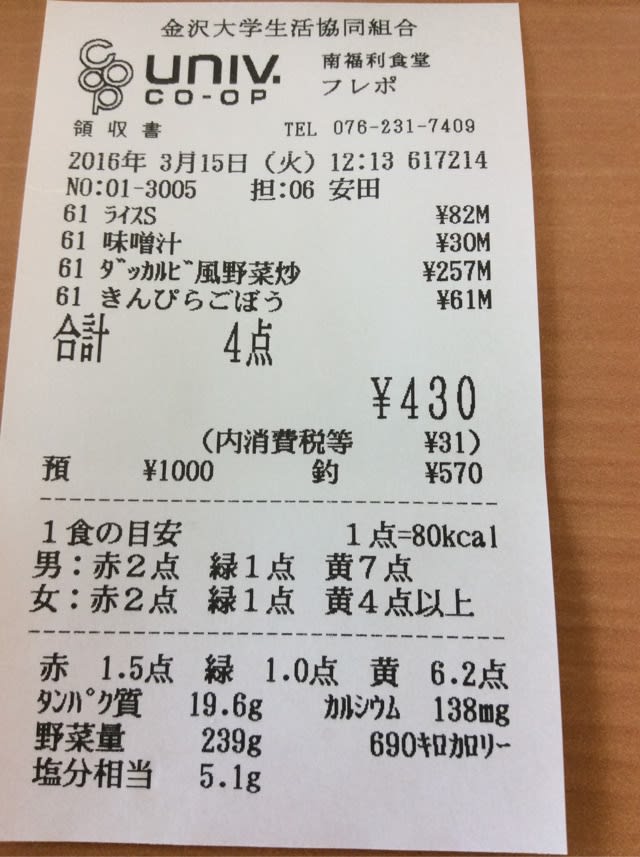 金沢大学生活協同組合
coop UNIV. CO-OP 南福利食堂 フレポ
領収書 TEL 076-231-7409
2016年 3月15日(火)12:13 617214
NO:01-3005 担:06 安田
61 ﾗｲｽS ¥82M
61 味噌汁 ¥30M
61 ﾀﾞｯｶﾙﾋﾞ風野菜炒 ¥257M
61 きんぴらごぼう ¥61M
合計 4点
¥430
(内消費税等 ¥31)
預 ¥1000 釣 ¥570
1食の目安 1点=80kcal
男:赤2点 緑1点 黄7点
女:赤2点 緑1点 黄4点以上
赤 1.5点 緑 1.0点 黄 6.2点
ﾀﾝﾊﾟｸ質 19.6g ｶﾙｼｳﾑ 138mg
野菜量 239g 690ｷﾛｶﾛﾘｰ
塩分相当 5.1g